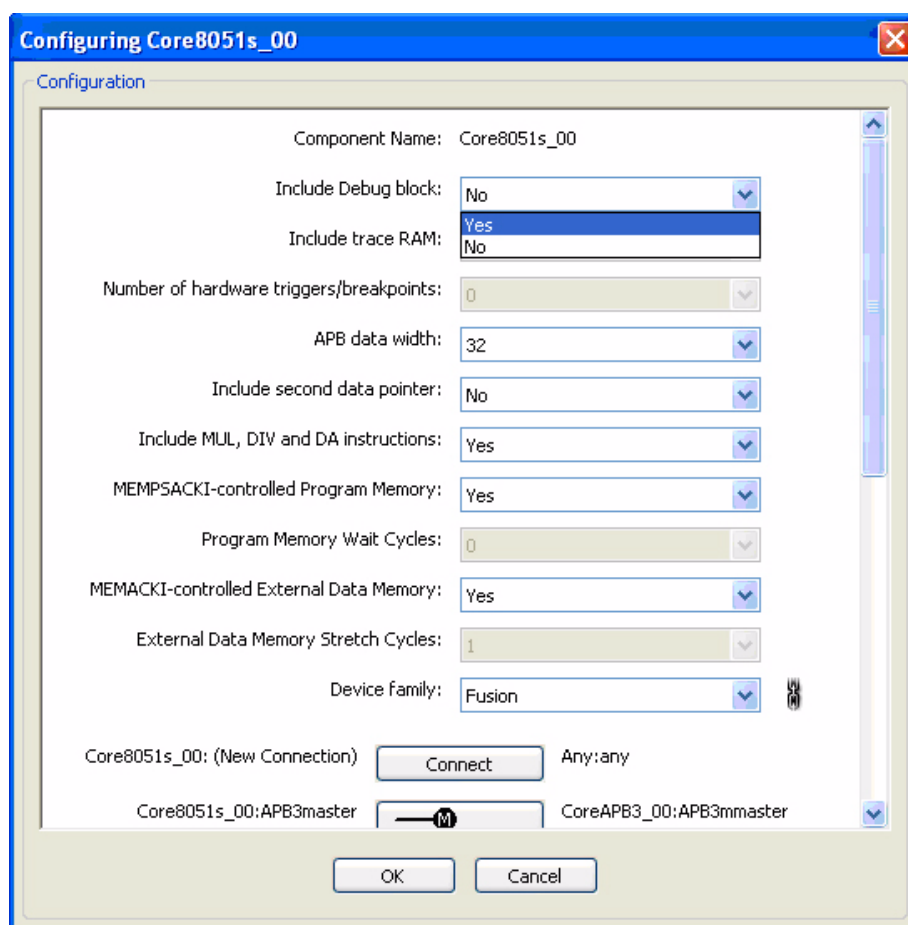 Configuring Core8051s_00
Configuration
Component Name: Core8051s_00
Include Debug block: No
Yes
Include trace RAM:
No
Number of hardware triggers/breakpoints: 0
APB data width: 32
Include second data pointer: No
Include MUL, DIV and DA instructions: Yes
MEMPSACKI-controlled Program Memory: Yes
Program Memory Wait Cycles: 0
MEMACKI-controlled External Data Memory: Yes
External Data Memory Stretch Cycles: 1
Device family: Fusion
Core8051s_00: (New Connection) Connect Any:any
Core8051s_00:APB3master M CoreAPB3_00:APB3mmaster
OK Cancel